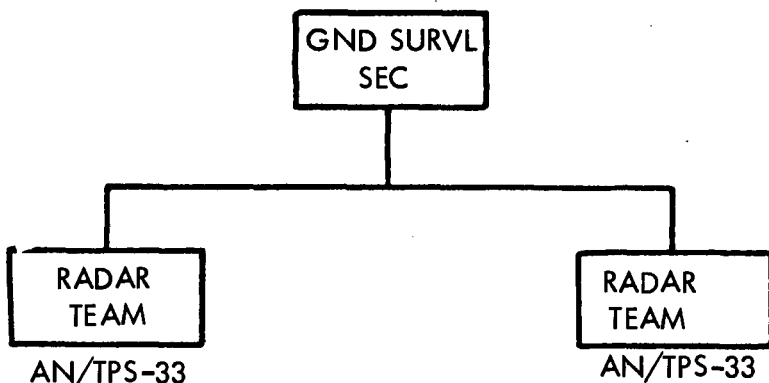 GND SURVL
SEC
RADAR
TEAM
AN/TPS-33
RADAR
TEAM
AN/TPS-33